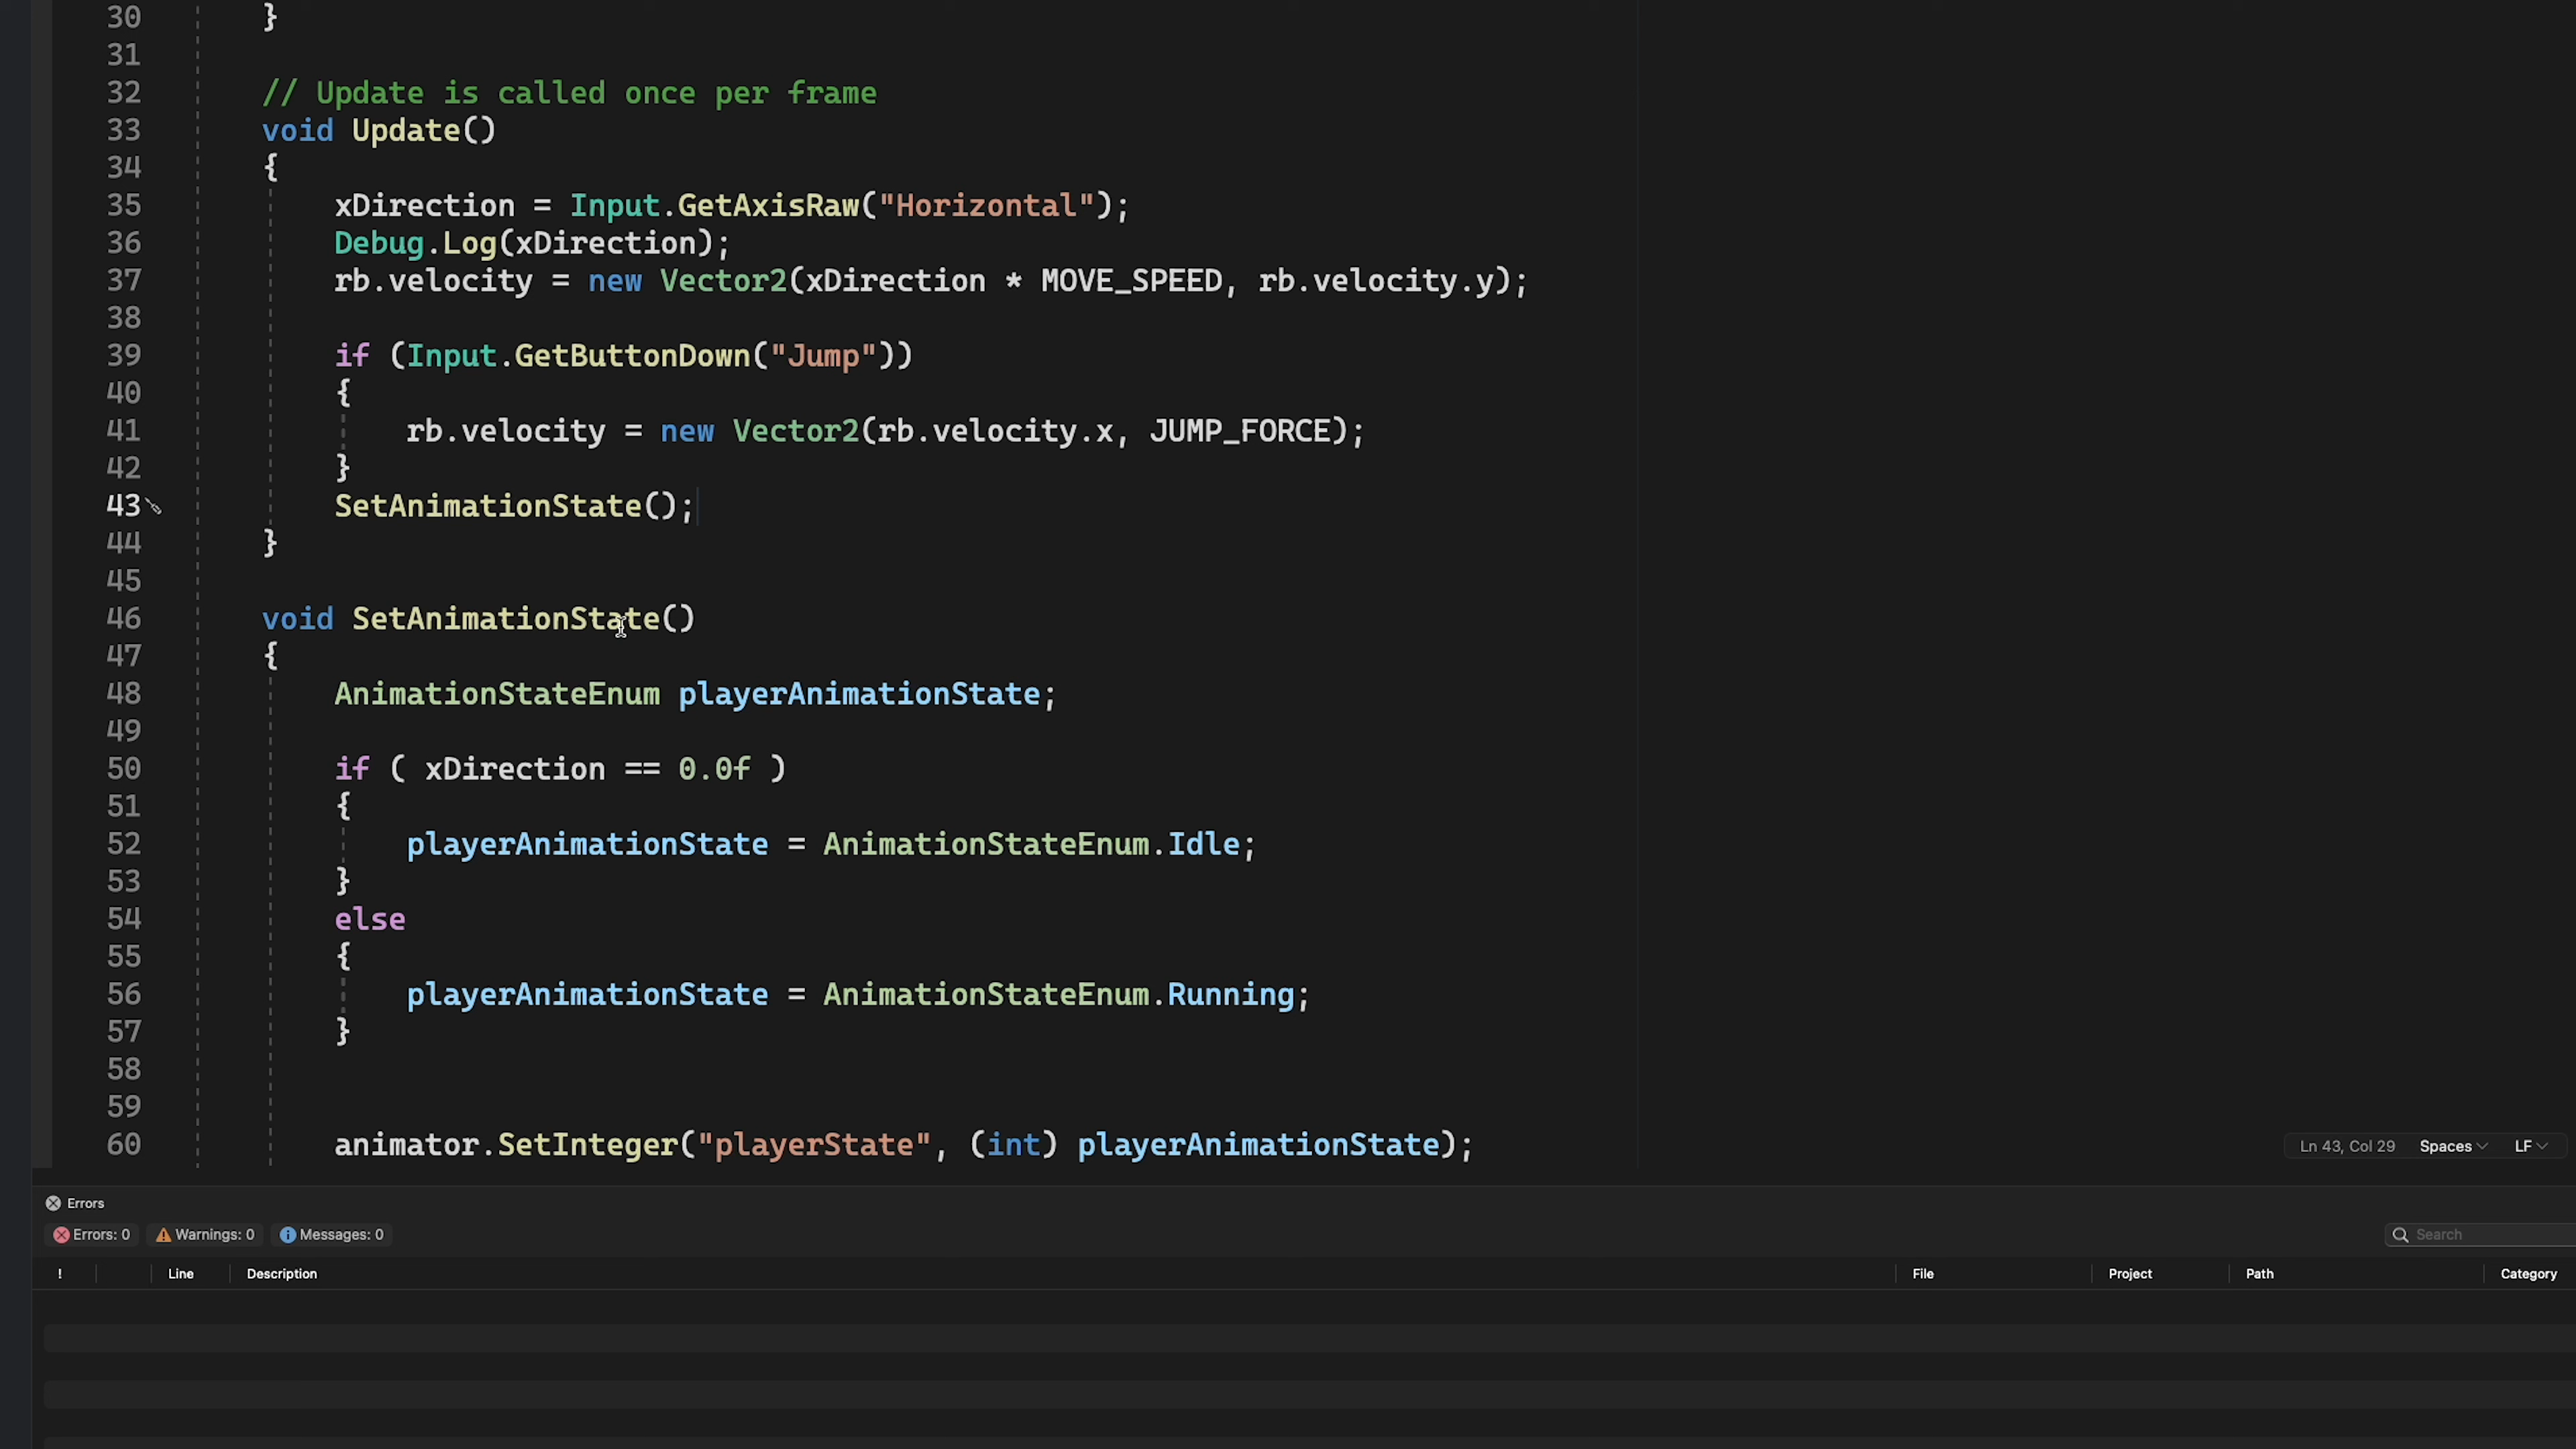 30 }
31
32 // Update is called once per frame
33 void Update()
34 {
35 xDirection = Input.GetAxisRaw("Horizontal");
36 Debug.Log(xDirection);
37 rb.velocity = new Vector2(xDirection * MOVE_SPEED, rb.velocity.y);
38
39 if (Input.GetButtonDown("Jump"))
40 {
41 rb.velocity = new Vector2(rb.velocity.x, JUMP_FORCE);
42 }
43 SetAnimationState();
44 }
45
46 void SetAnimationState()
47 {
48 AnimationStateEnum playerAnimationState;
49
50 if ( xDirection == 0.0f )
51 {
52 playerAnimationState = AnimationStateEnum.Idle;
53 }
54 else
55 {
56 playerAnimationState = AnimationStateEnum.Running;
57 }
58
59
60 animator.SetInteger("playerState", (int) playerAnimationState);
Ln 43, Col 29 Spaces LF
Errors
Errors: 0 Warnings: 0 Messages: 0 Search
! Line Description File Project Path Category